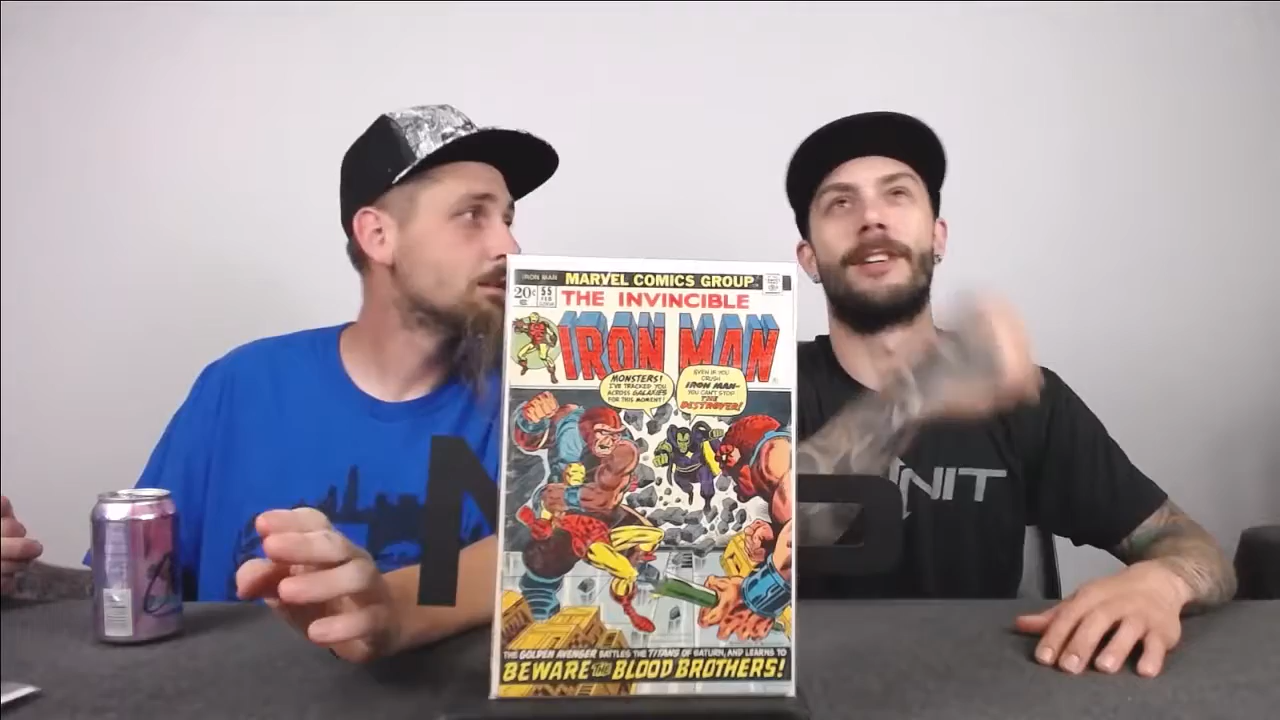 IRON MAN
MARVEL COMICS GROUP
20¢
55
FEB
THE INVINCIBLE
IRON MAN
MONSTERS!
I'VE TRACKED YOU
ACROSS GALAXIES
FOR THIS MOMENT!
EVEN IF YOU
CRUSH
IRON MAN--
YOU CAN'T STOP
THE
DESTROYER!
NIT
THE GOLDEN AVENGER BATTLES THE TITANS OF SATURN, AND LEARNS TO
BEWARE THE BLOOD BROTHERS!